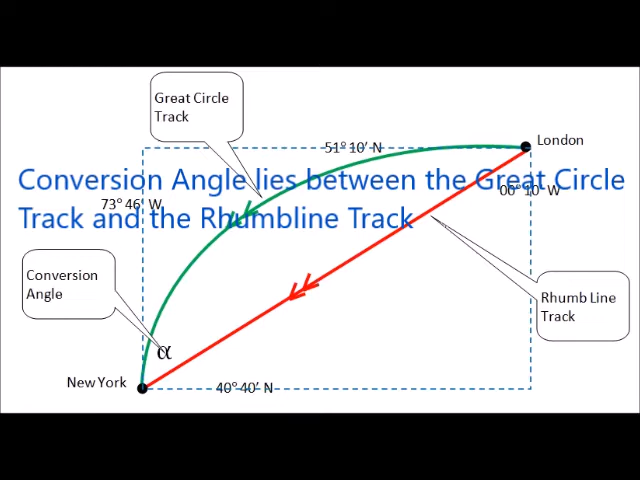 Great Circle
Track
London
51° 10′ N
Conversion Angle lies between the Great Circle
00° 10′ W
73° 46′ W
Track and the Rhumbline Track
Conversion
Angle
Rhumb Line
Track
α
New York
40° 40′ N